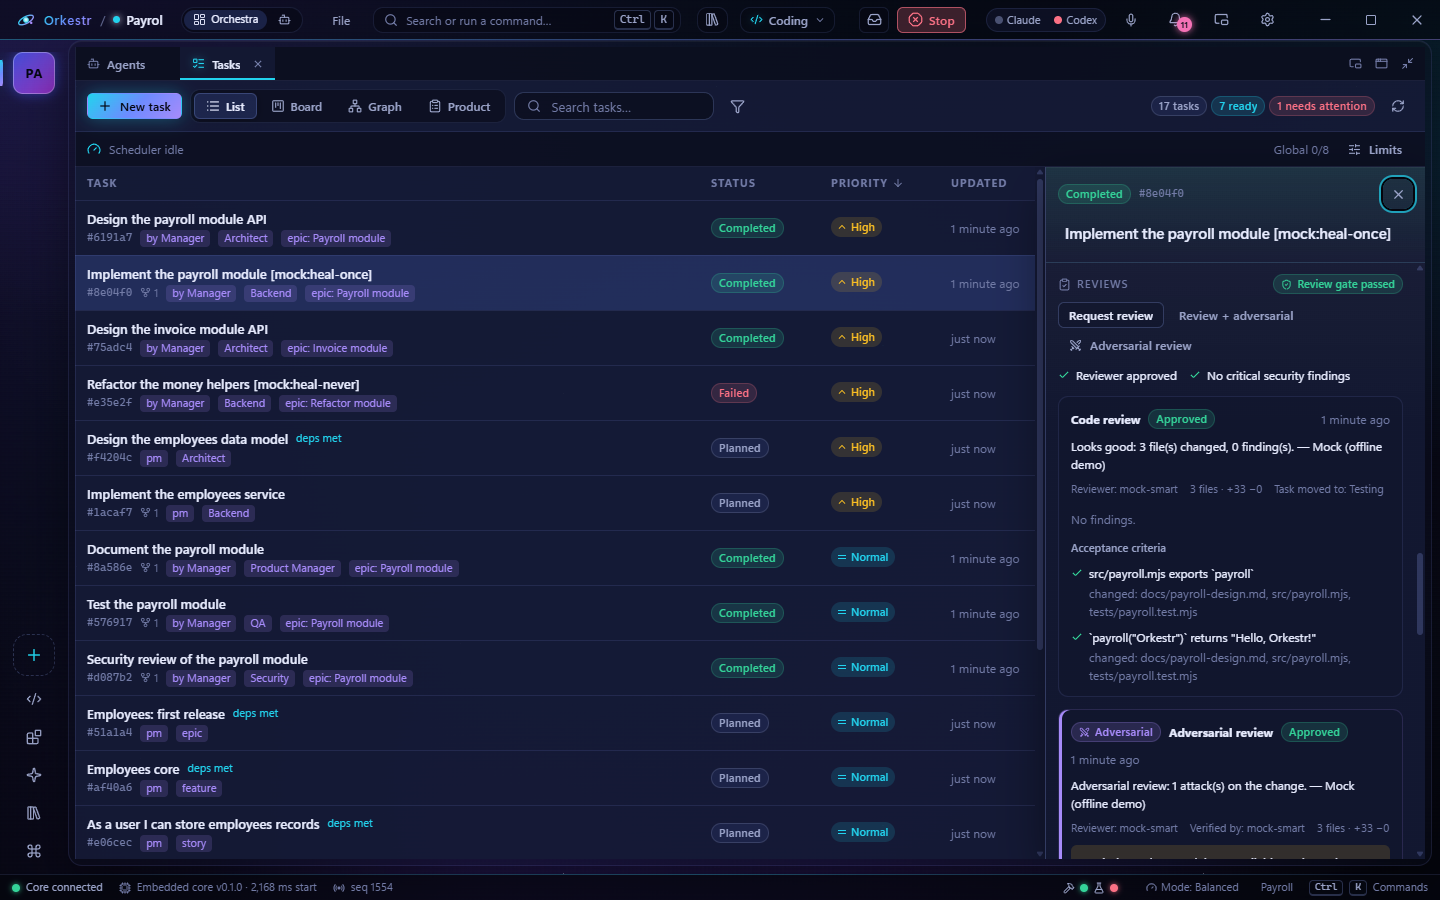 Orkestr / Payrol
Orchestra
File
Search or run a command...
Ctrl K
Coding
Stop
Claude
Codex
11
PA
Agents
Tasks
New task
List
Board
Graph
Product
Search tasks...
17 tasks
7 ready
1 needs attention
Scheduler idle
Global 0/8
Limits
TASK STATUS PRIORITY UPDATED
Design the payroll module API
#6191a7 by Manager Architect epic: Payroll module
Completed High 1 minute ago
Implement the payroll module [mock:heal-once]
#8e04f0 1 by Manager Backend epic: Payroll module
Completed High 1 minute ago
Design the invoice module API
#75adc4 by Manager Architect epic: Invoice module
Completed High just now
Refactor the money helpers [mock:heal-never]
#e35e2f by Manager Backend epic: Refactor module
Failed High just now
Design the employees data model deps met
#f4204c pm Architect
Planned High just now
Implement the employees service
#1acaf7 1 pm Backend
Planned High just now
Document the payroll module
#8a586e 1 by Manager Product Manager epic: Payroll module
Completed Normal 1 minute ago
Test the payroll module
#576917 1 by Manager QA epic: Payroll module
Completed Normal 1 minute ago
Security review of the payroll module
#d087b2 1 by Manager Security epic: Payroll module
Completed Normal 1 minute ago
Employees: first release deps met
#51a1a4 pm epic
Planned Normal just now
Employees core deps met
#af40a6 pm feature
Planned Normal just now
As a user I can store employees records deps met
#e06cec pm story
Planned Normal just now
Completed #8e04f0
Implement the payroll module [mock:heal-once]
REVIEWS
Review gate passed
Request review
Review + adversarial
Adversarial review
Reviewer approved
No critical security findings
Code review Approved 1 minute ago
Looks good: 3 file(s) changed, 0 finding(s). — Mock (offline
demo)
Reviewer: mock-smart 3 files · +33 −0 Task moved to: Testing
No findings.
Acceptance criteria
src/payroll.mjs exports `payroll`
changed: docs/payroll-design.md, src/payroll.mjs,
tests/payroll.test.mjs
`payroll("Orkestr")` returns "Hello, Orkestr!"
changed: docs/payroll-design.md, src/payroll.mjs,
tests/payroll.test.mjs
Adversarial Adversarial review Approved
1 minute ago
Adversarial review: 1 attack(s) on the change. — Mock
(offline demo)
Reviewer: mock-smart Verified by: mock-smart 3 files · +33 −0
Core connected
Embedded core v0.1.0 · 2,168 ms start
seq 1554
Mode: Balanced
Payroll
Ctrl K Commands